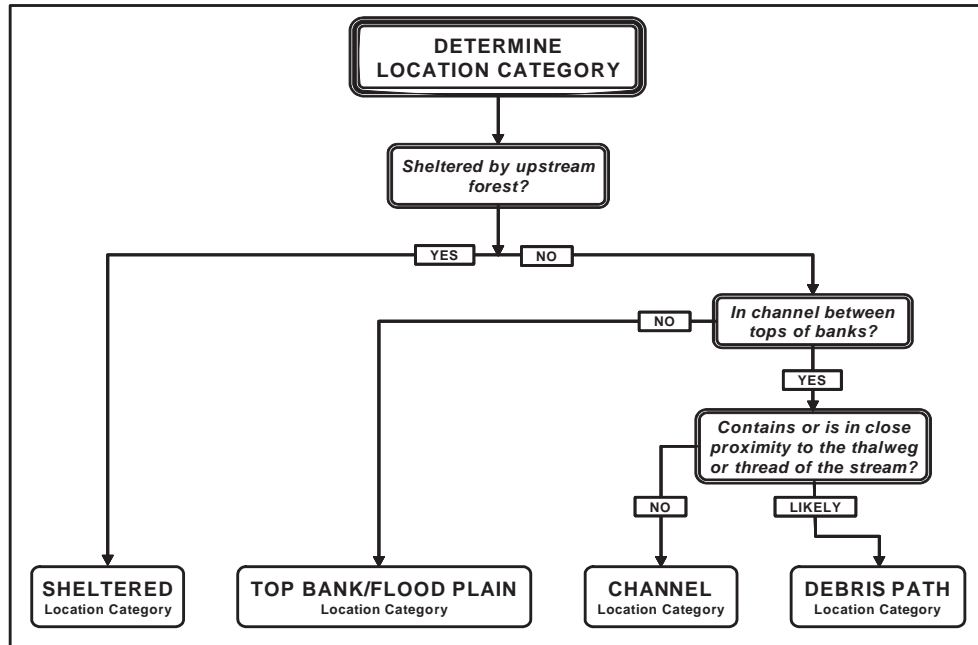 DETERMINE
LOCATION CATEGORY
Sheltered by upstream
forest?
YES
NO
In channel between
tops of banks?
NO
YES
Contains or is in close
proximity to the thalweg
or thread of the stream?
NO
LIKELY
SHELTERED
Location Category
TOP BANK/FLOOD PLAIN
Location Category
CHANNEL
Location Category
DEBRIS PATH
Location Category